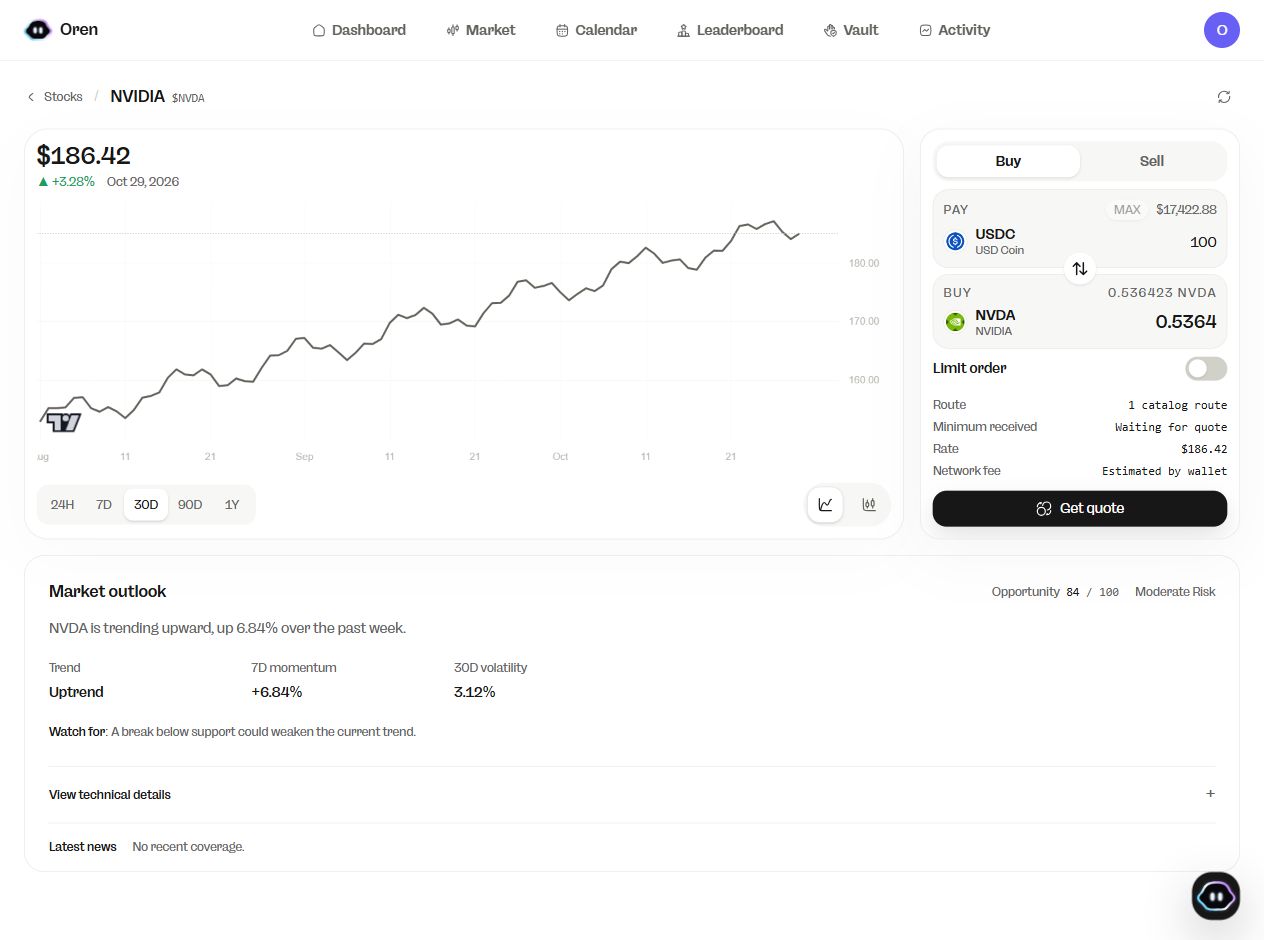 Oren
Dashboard Market Calendar Leaderboard Vault Activity
O
Stocks / NVIDIA $NVDA
$186.42
▲ +3.28% Oct 29, 2026
180.00
170.00
160.00
TV
ug 11 21 Sep 11 21 Oct 11 21
24H 7D 30D 90D 1Y
Buy Sell
PAY MAX $17,422.88
USDC
USD Coin
100
BUY 0.536423 NVDA
NVDA
NVIDIA
0.5364
Limit order
Route 1 catalog route
Minimum received Waiting for quote
Rate $186.42
Network fee Estimated by wallet
Get quote
Market outlook
Opportunity 84 / 100 Moderate Risk
NVDA is trending upward, up 6.84% over the past week.
Trend 7D momentum 30D volatility
Uptrend +6.84% 3.12%
Watch for: A break below support could weaken the current trend.
View technical details +
Latest news No recent coverage.